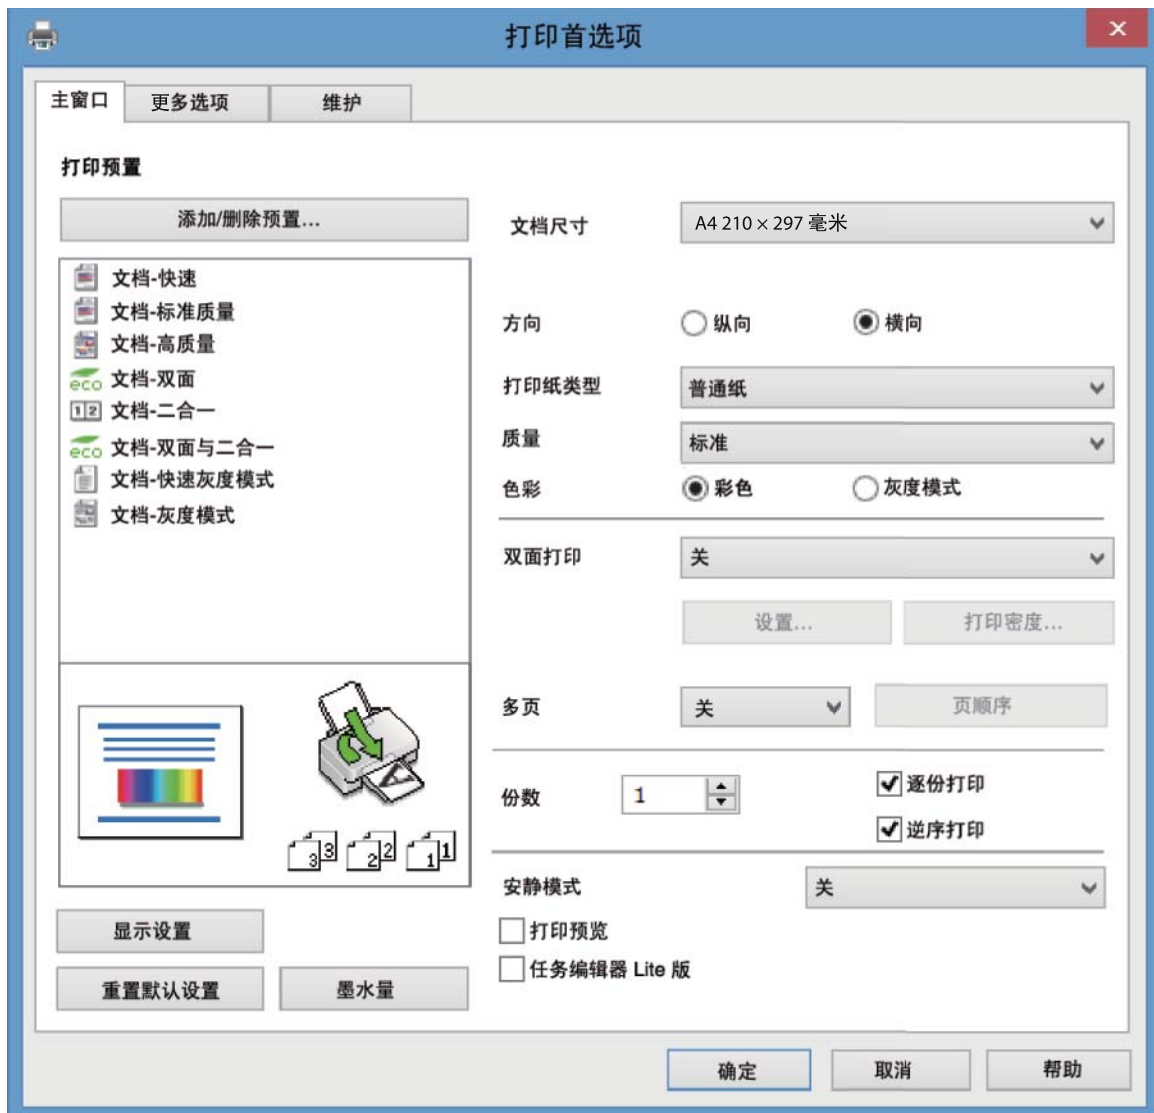 打印首选项
主窗口
更多选项
维护
打印预置
添加/删除预置...
文档-快速
文档-标准质量
文档-高质量
eco 文档-双面
1 2 文档-二合一
eco 文档-双面与二合一
文档-快速灰度模式
文档-灰度模式
3 3 2 2 1 1
显示设置
重置默认设置
墨水量
文档尺寸
A4 210 × 297 毫米
方向
纵向
横向
打印纸类型
普通纸
质量
标准
色彩
彩色
灰度模式
双面打印
关
设置...
打印密度...
多页
关
页顺序
份数
1
逐份打印
逆序打印
安静模式
关
打印预览
任务编辑器 Lite 版
确定
取消
帮助